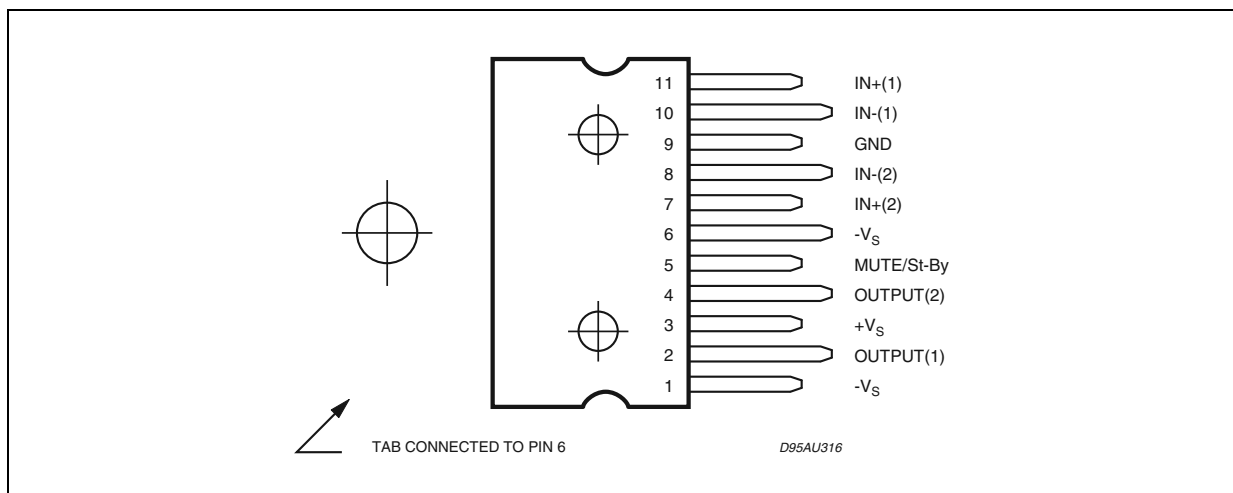 11 IN+(1)
10 IN-(1)
9 GND
8 IN-(2)
7 IN+(2)
6 -VS
5 MUTE/St-By
4 OUTPUT(2)
3 +VS
2 OUTPUT(1)
1 -VS
TAB CONNECTED TO PIN 6 D95AU316